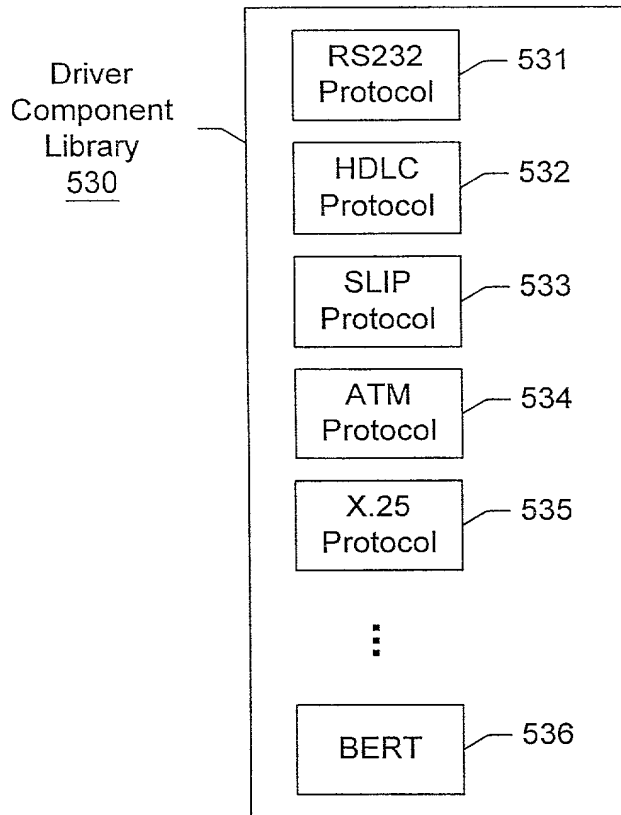 Driver
Component
Library
530
RS232
Protocol
531
HDLC
Protocol
532
SLIP
Protocol
533
ATM
Protocol
534
X.25
Protocol
535
BERT
536